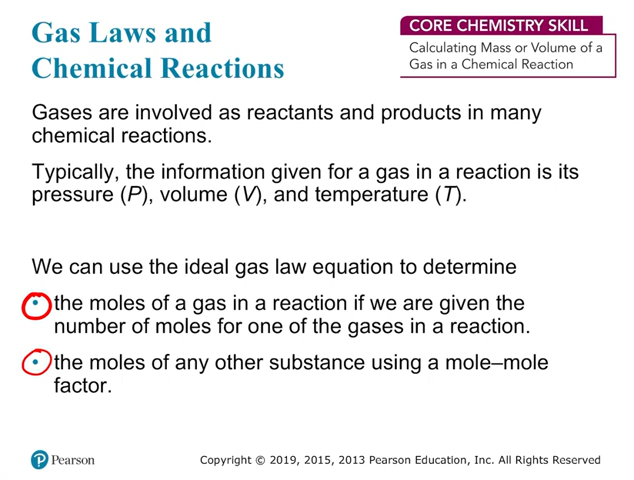 Gas Laws and
Chemical Reactions
CORE CHEMISTRY SKILL
Calculating Mass or Volume of a
Gas in a Chemical Reaction
Gases are involved as reactants and products in many
chemical reactions.
Typically, the information given for a gas in a reaction is its
pressure (P), volume (V), and temperature (T).
We can use the ideal gas law equation to determine
• the moles of a gas in a reaction if we are given the
number of moles for one of the gases in a reaction.
• the moles of any other substance using a mole–mole
factor.
Pearson
Copyright © 2019, 2015, 2013 Pearson Education, Inc. All Rights Reserved